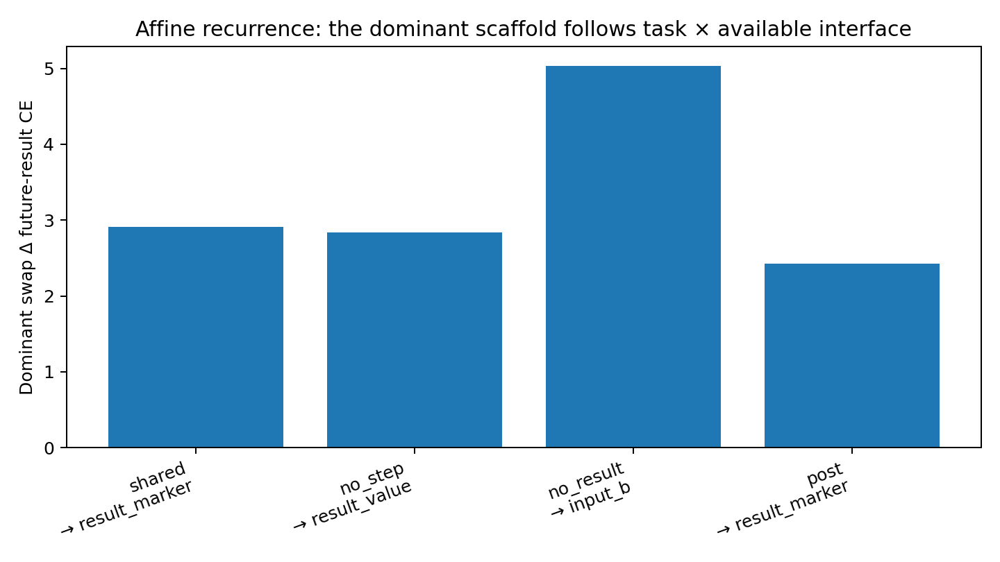 Affine recurrence: the dominant scaffold follows task × available interface
Dominant swap Δ future-result CE
5
4
3
2
1
0
shared
→ result_marker
no_step
→ result_value
no_result
→ input_b
post
→ result_marker